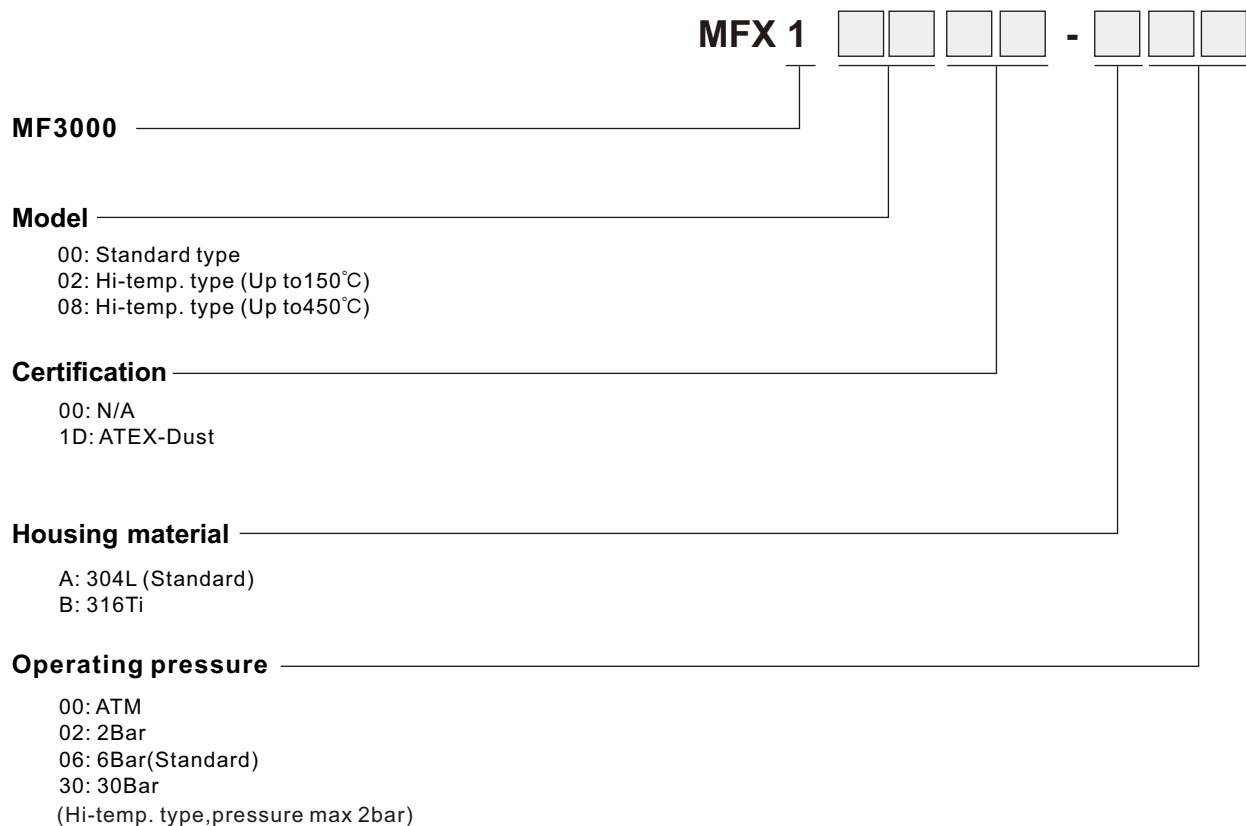 MFX 1 -
MF3000
Model
00: Standard type
02: Hi-temp. type (Up to150℃)
08: Hi-temp. type (Up to450℃)
Certification
00: N/A
1D: ATEX-Dust
Housing material
A: 304L (Standard)
B: 316Ti
Operating pressure
00: ATM
02: 2Bar
06: 6Bar(Standard)
30: 30Bar
(Hi-temp. type,pressure max 2bar)